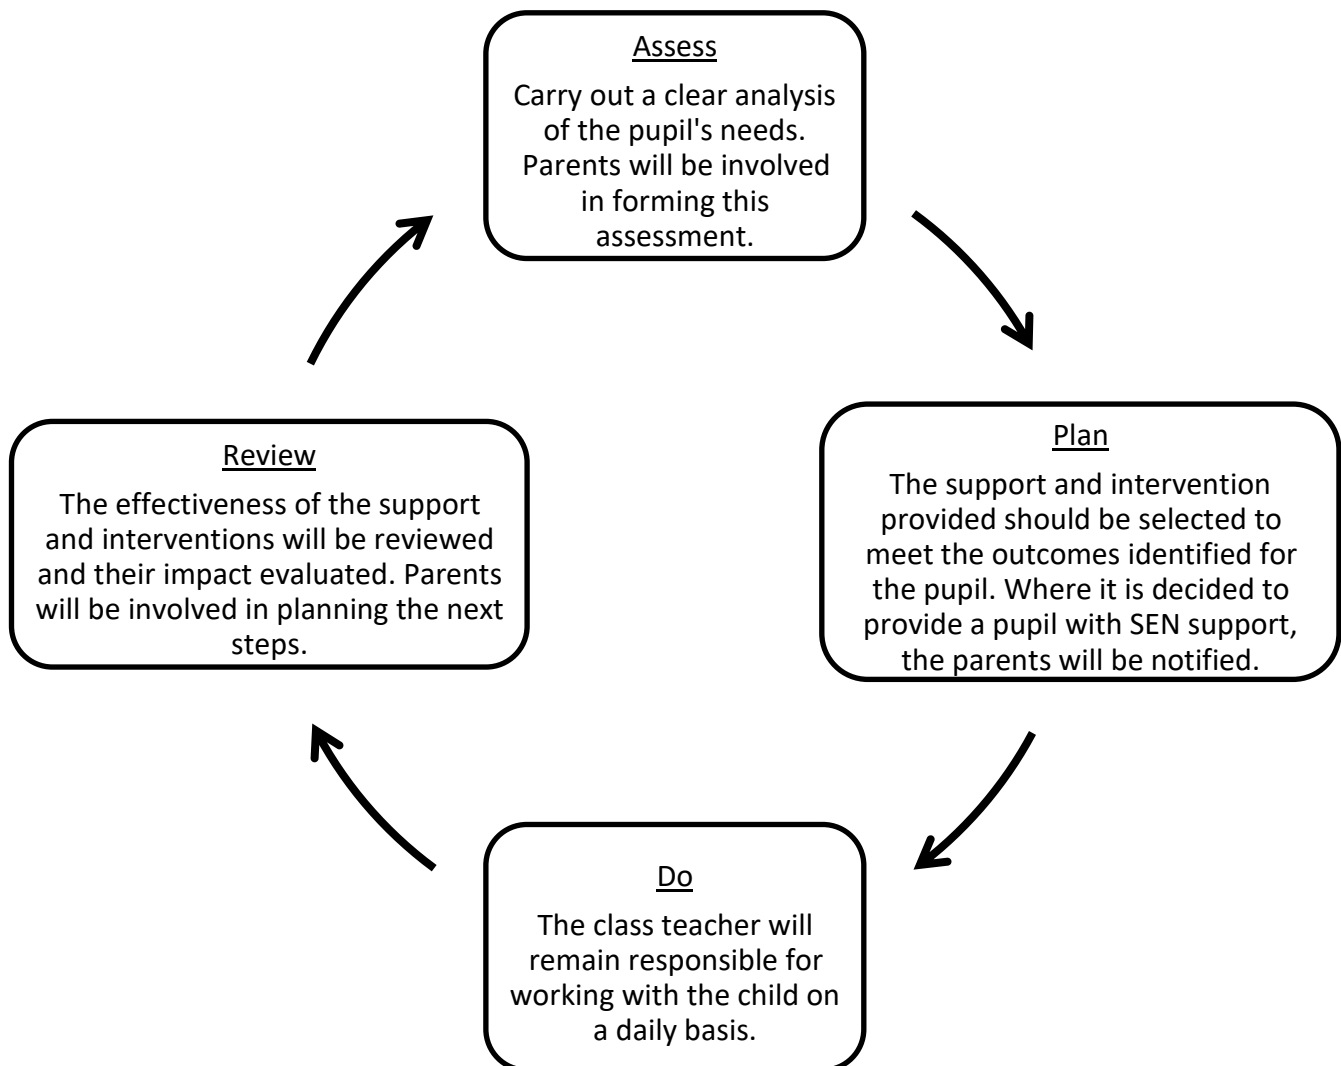 Assess
Carry out a clear analysis
of the pupil's needs.
Parents will be involved
in forming this
assessment.
Plan
The support and intervention
provided should be selected to
meet the outcomes identified for
the pupil. Where it is decided to
provide a pupil with SEN support,
the parents will be notified.
Do
The class teacher will
remain responsible for
working with the child on
a daily basis.
Review
The effectiveness of the support
and interventions will be reviewed
and their impact evaluated. Parents
will be involved in planning the next
steps.